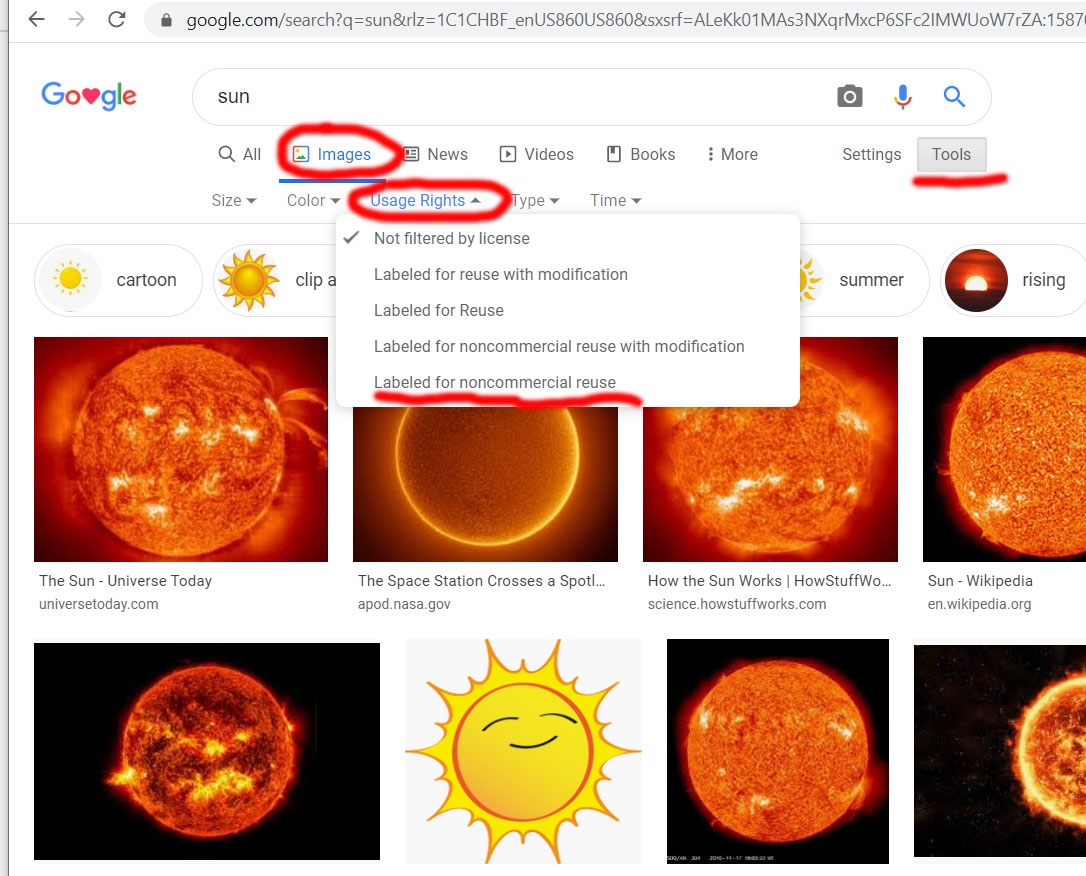 google.com/search?q=sun&rlz=1C1CHBF_enUS860US860&sxsrf=ALeKk01MAs3NXqrMxcP6SFc2IMWUoW7rZA:1587
Google
sun
All Images News Videos Books More Settings Tools
Size Color Usage Rights Type Time
Not filtered by license
Labeled for reuse with modification
Labeled for Reuse
Labeled for noncommercial reuse with modification
Labeled for noncommercial reuse
cartoon clip a summer rising
The Sun - Universe Today
universetoday.com
The Space Station Crosses a Spotl...
apod.nasa.gov
How the Sun Works | HowStuffWo...
science.howstuffworks.com
Sun - Wikipedia
en.wikipedia.org